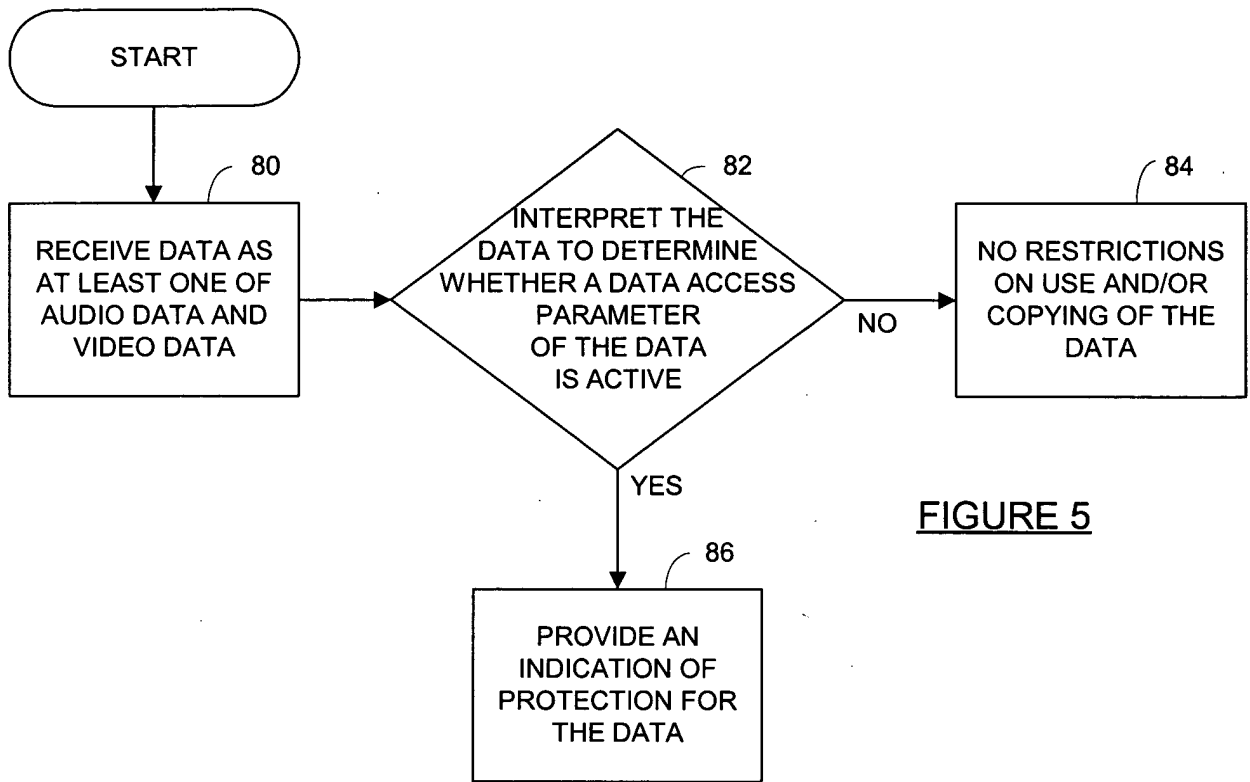 START
80
RECEIVE DATA AS
AT LEAST ONE OF
AUDIO DATA AND
VIDEO DATA
82
INTERPRET THE
DATA TO DETERMINE
WHETHER A DATA ACCESS
PARAMETER
OF THE DATA
IS ACTIVE
NO
84
NO RESTRICTIONS
ON USE AND/OR
COPYING OF THE
DATA
YES
86
PROVIDE AN
INDICATION OF
PROTECTION FOR
THE DATA
FIGURE 5